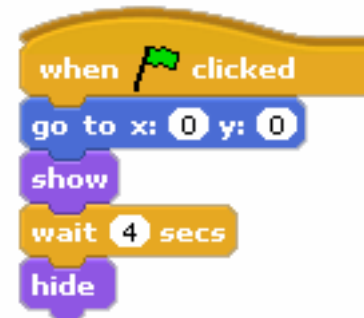 when clicked
go to x: 0 y: 0
show
wait 4 secs
hide